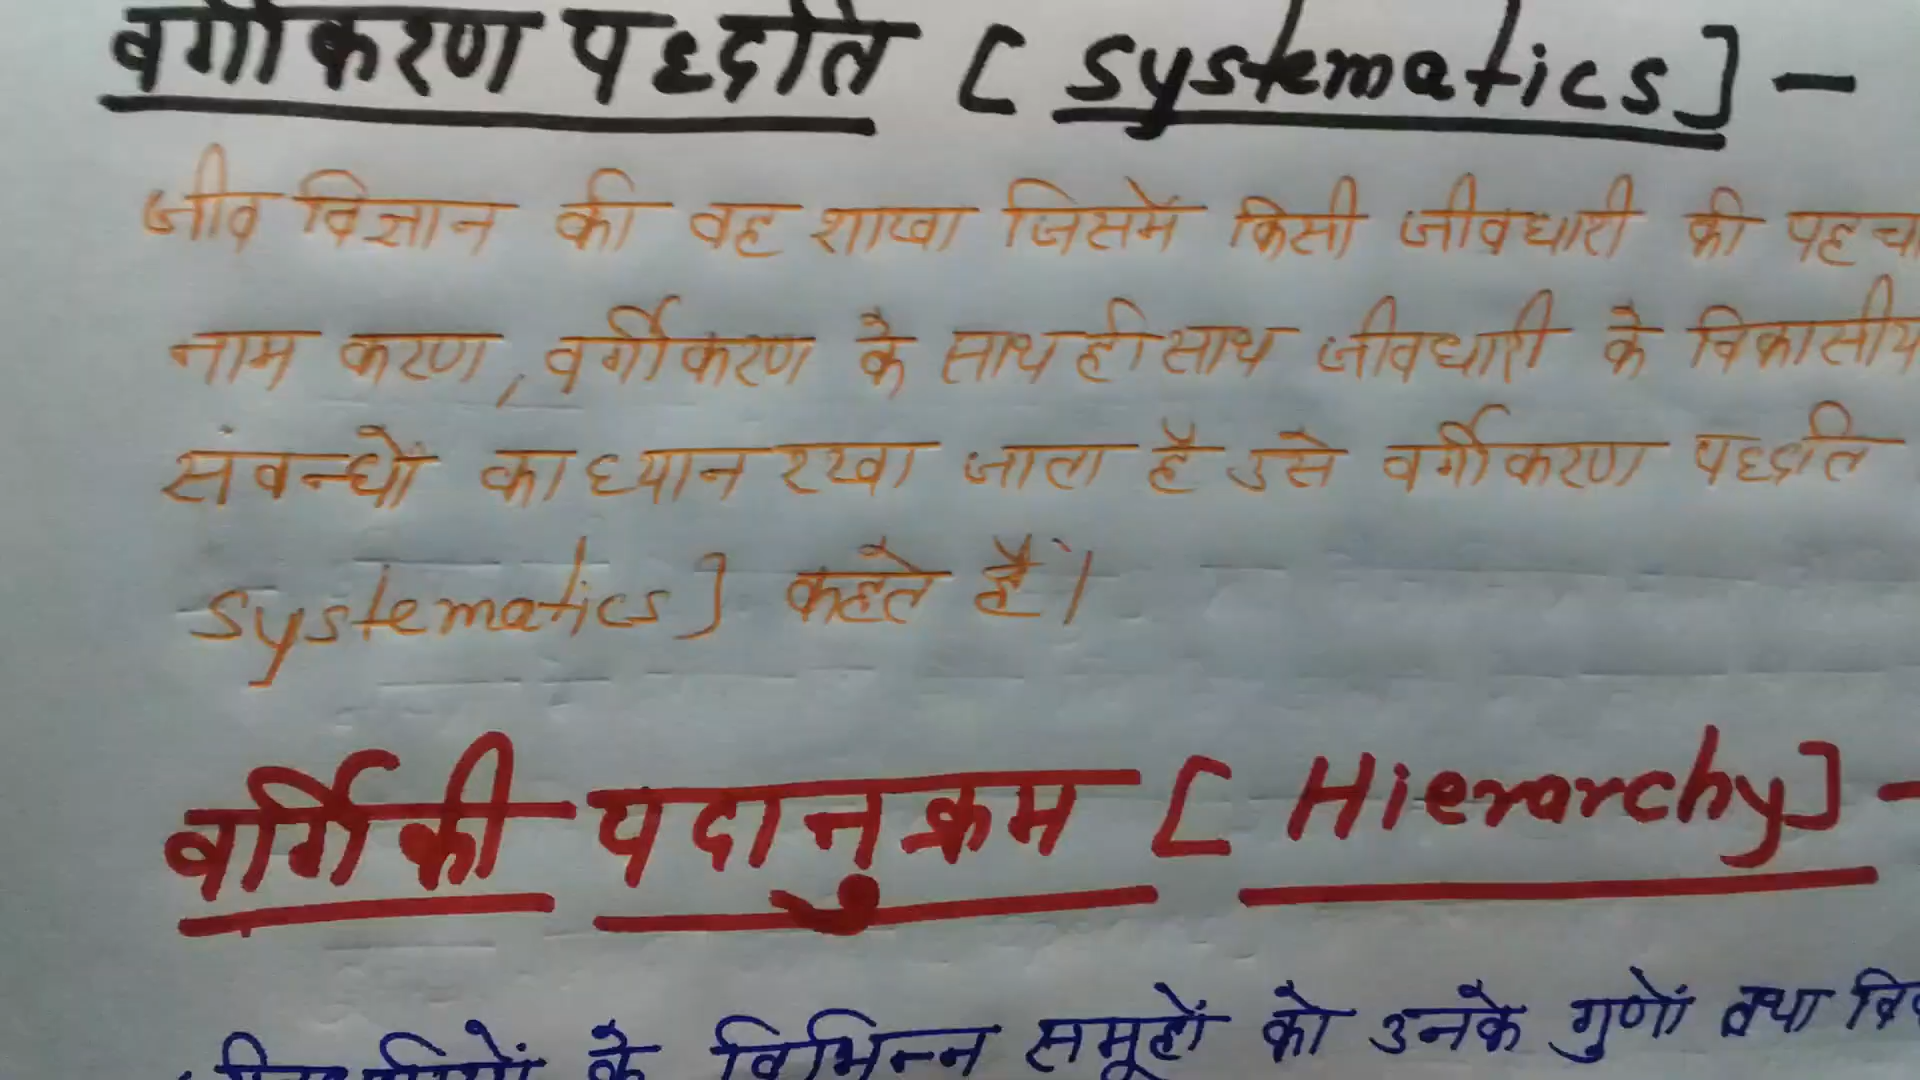 वर्गीकरण पद्धति [ Systematics ] -
जीव विज्ञान की वह शाखा जिसमें किसी जीवधारी की
नाम करण, वर्गीकरण के साथ ही साथ जीवधारी के विकासीय
संबन्धों का ध्यान रखा जाता है उसे वर्गीकरण पद्धति
Systematics ] कहते हैं।
वर्गिकी पदानुक्रम [ Hierarchy ] -
के विभिन्न समूहों को उनके गुणों तथा